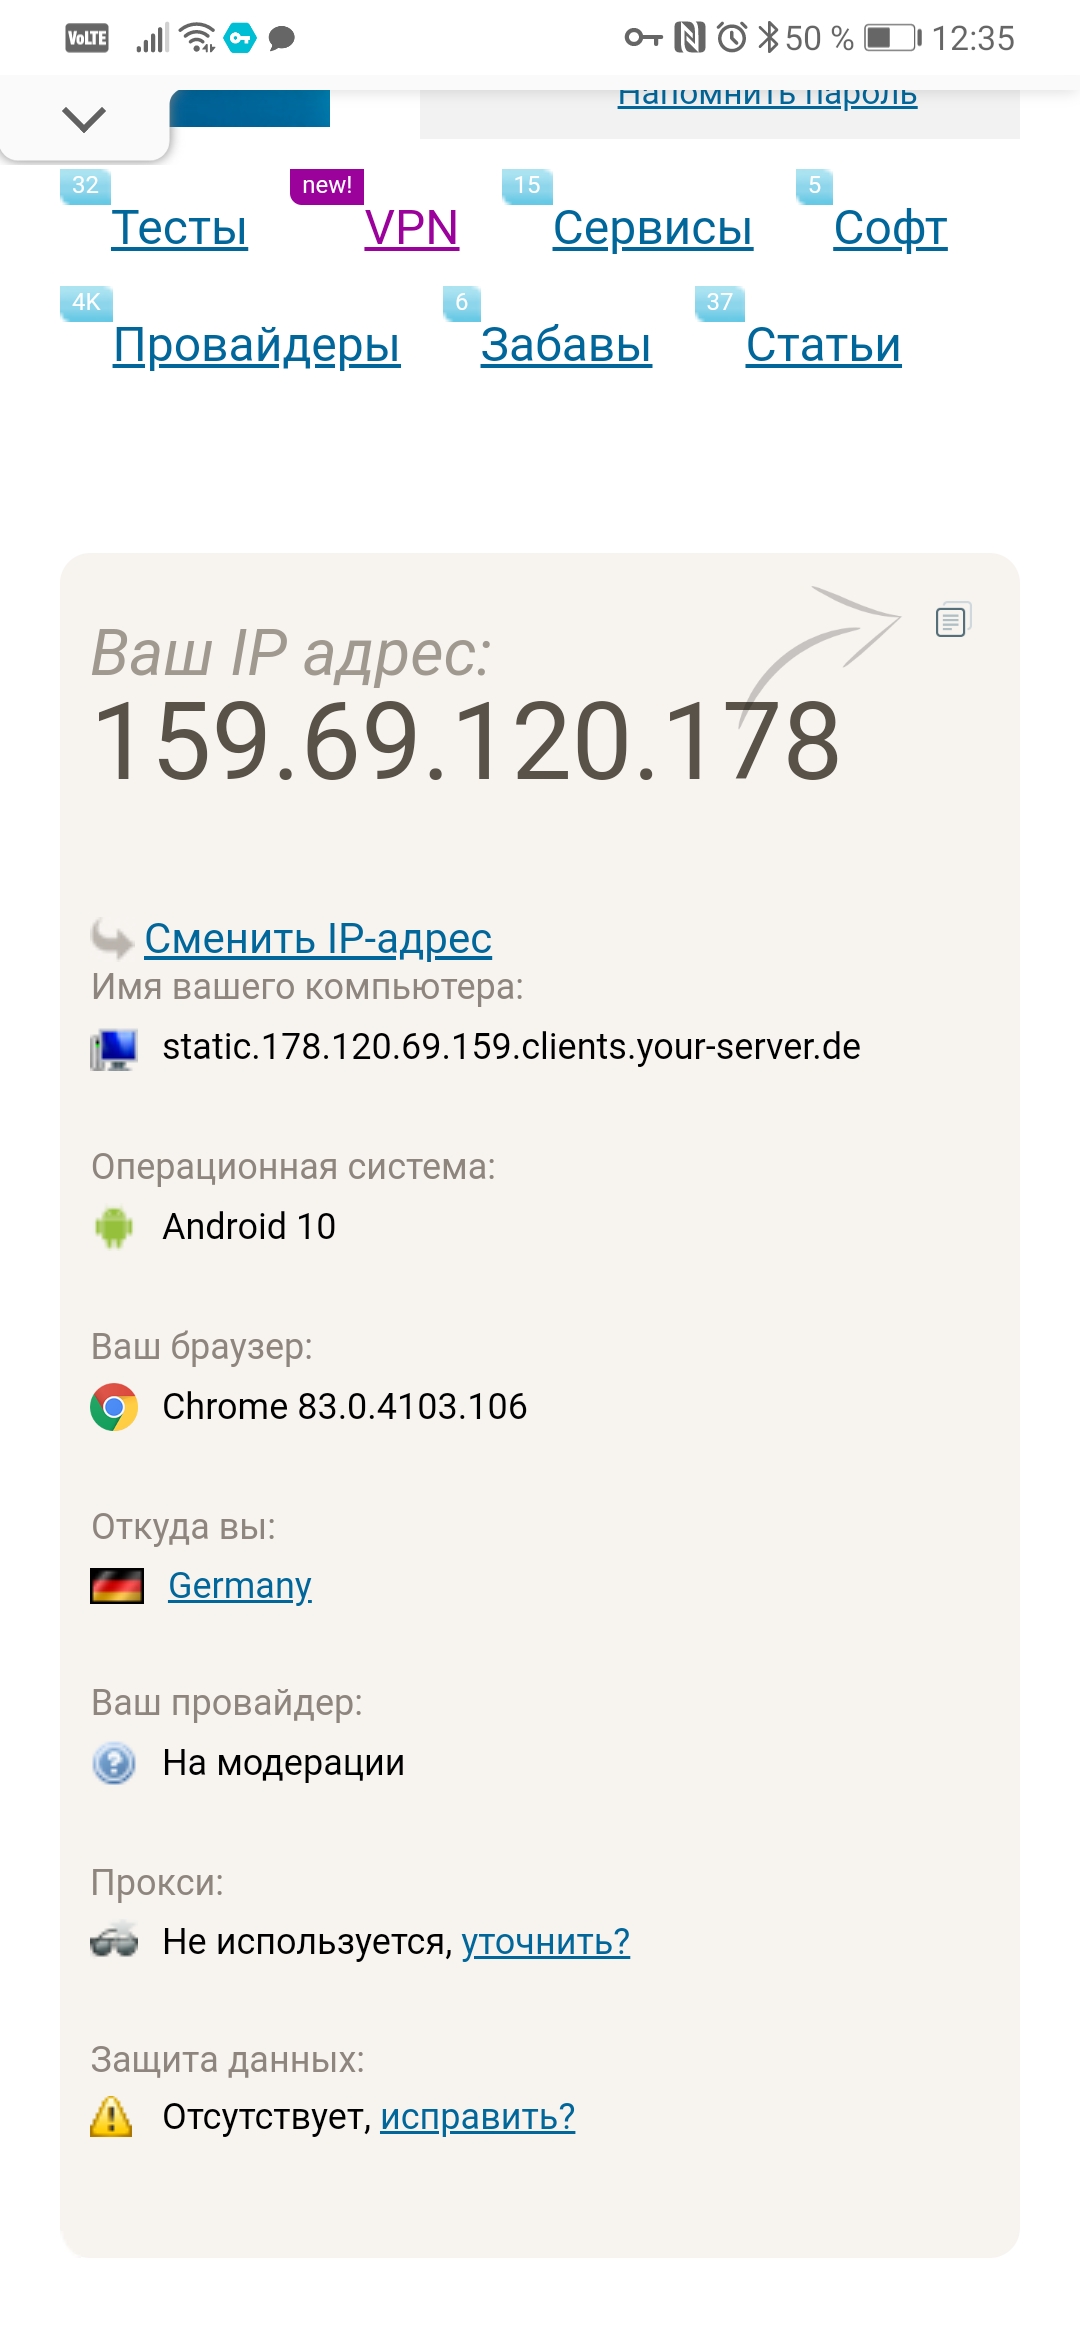 VoLTE 50 % 12:35
Напомнить пароль
32 new! 15 5
Тесты VPN Сервисы Софт
4K 6 37
Провайдеры Забавы Статьи
Ваш IP адрес:
159.69.120.178
Сменить IP-адрес
Имя вашего компьютера:
static.178.120.69.159.clients.your-server.de
Операционная система:
Android 10
Ваш браузер:
Chrome 83.0.4103.106
Откуда вы:
Germany
Ваш провайдер:
На модерации
Прокси:
Не используется, уточнить?
Защита данных:
Отсутствует, исправить?